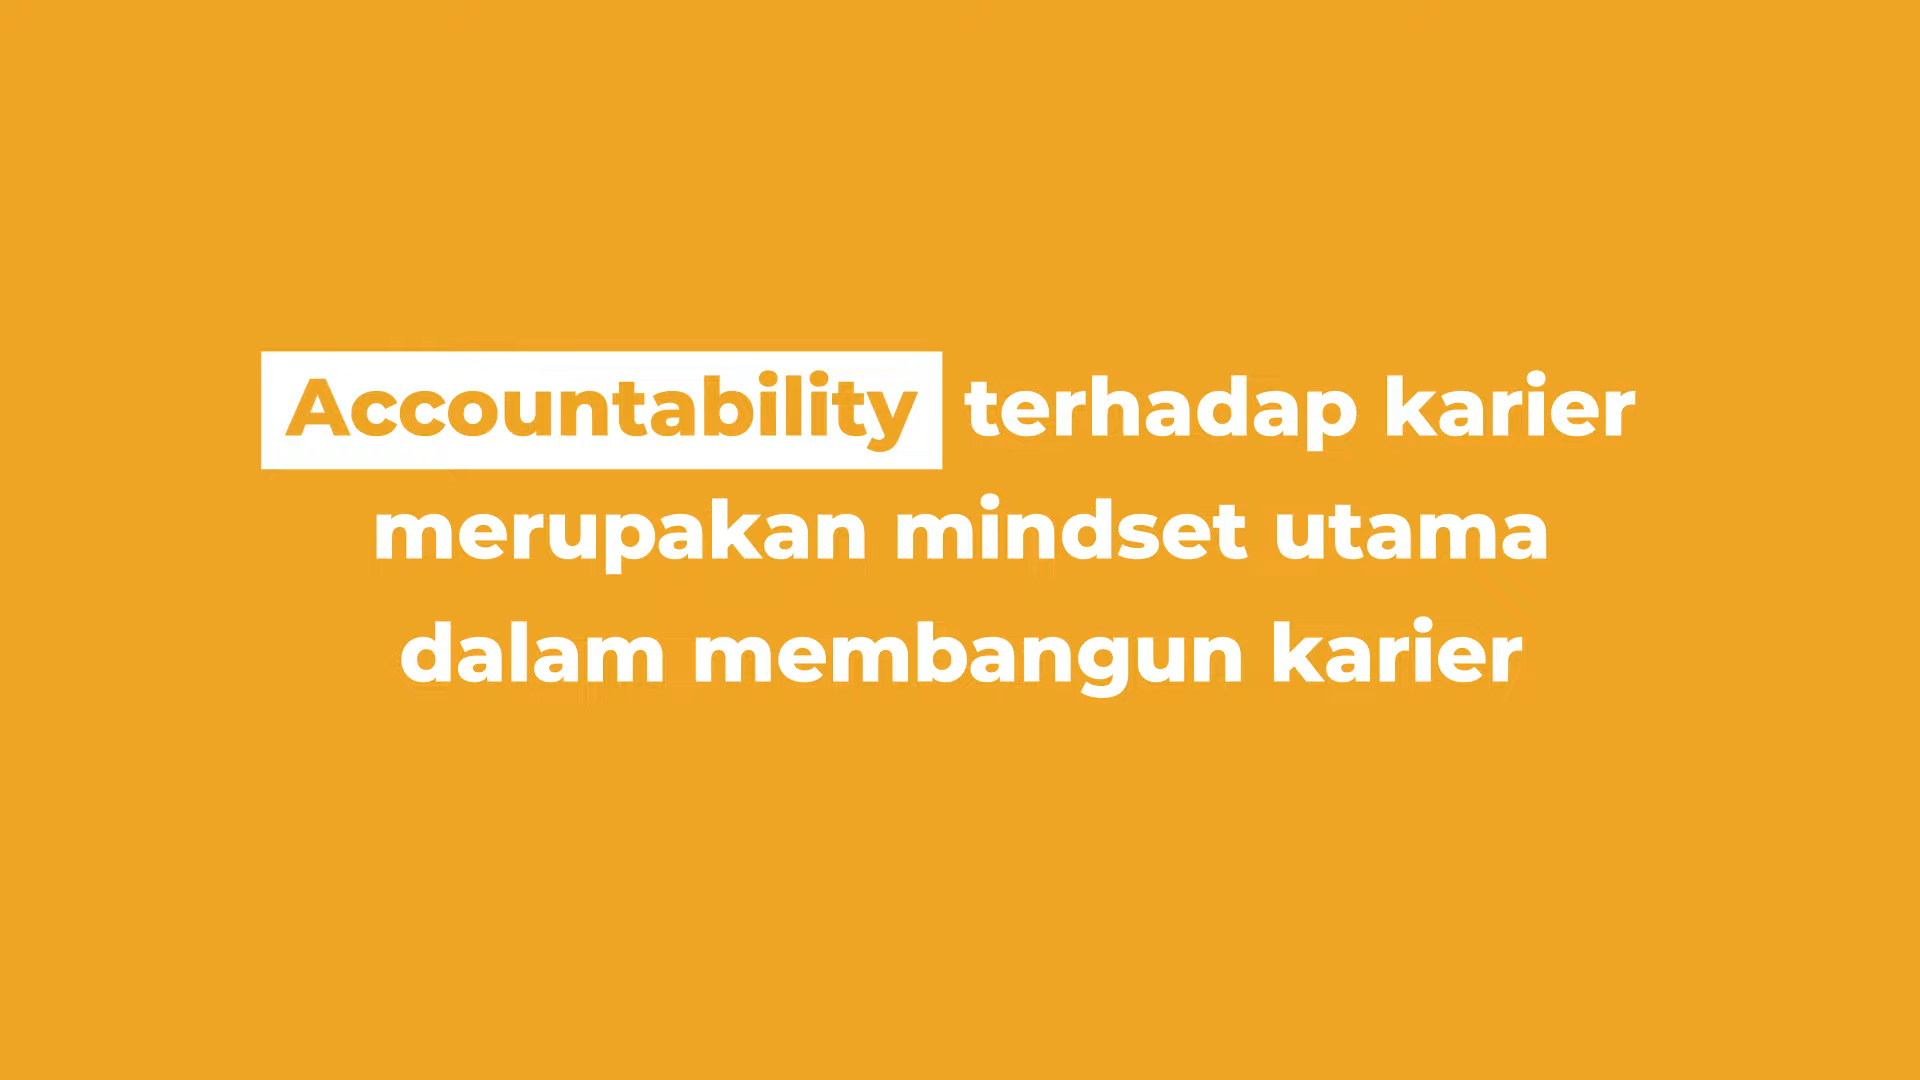 Accountability terhadap karier
merupakan mindset utama
dalam membangun karier